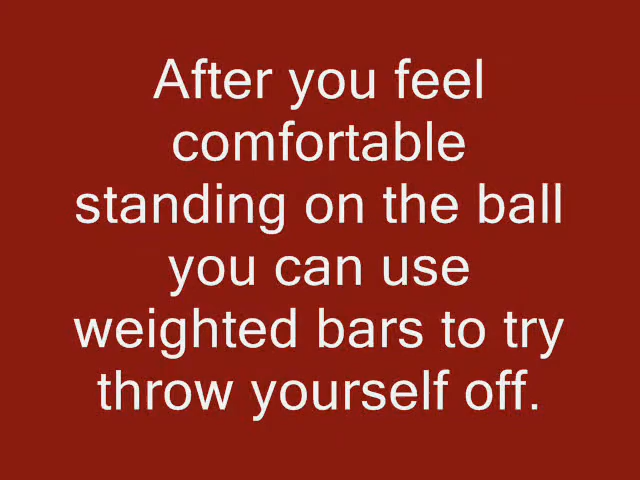 After you feel
comfortable
standing on the ball
you can use
weighted bars to try
throw yourself off.